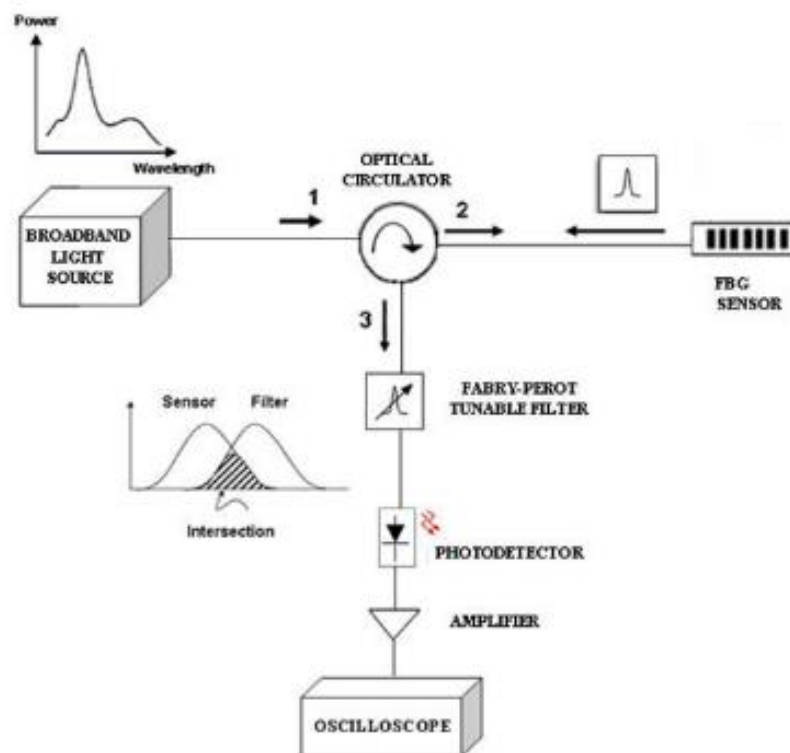 Power
Wavelength
OPTICAL
CIRCULATOR
1
2
BROADBAND
LIGHT
SOURCE
FBG
SENSOR
3
FABRY-PEROT
TUNABLE FILTER
Sensor
Filter
Intersection
PHOTODETECTOR
AMPLIFIER
OSCILLOSCOPE